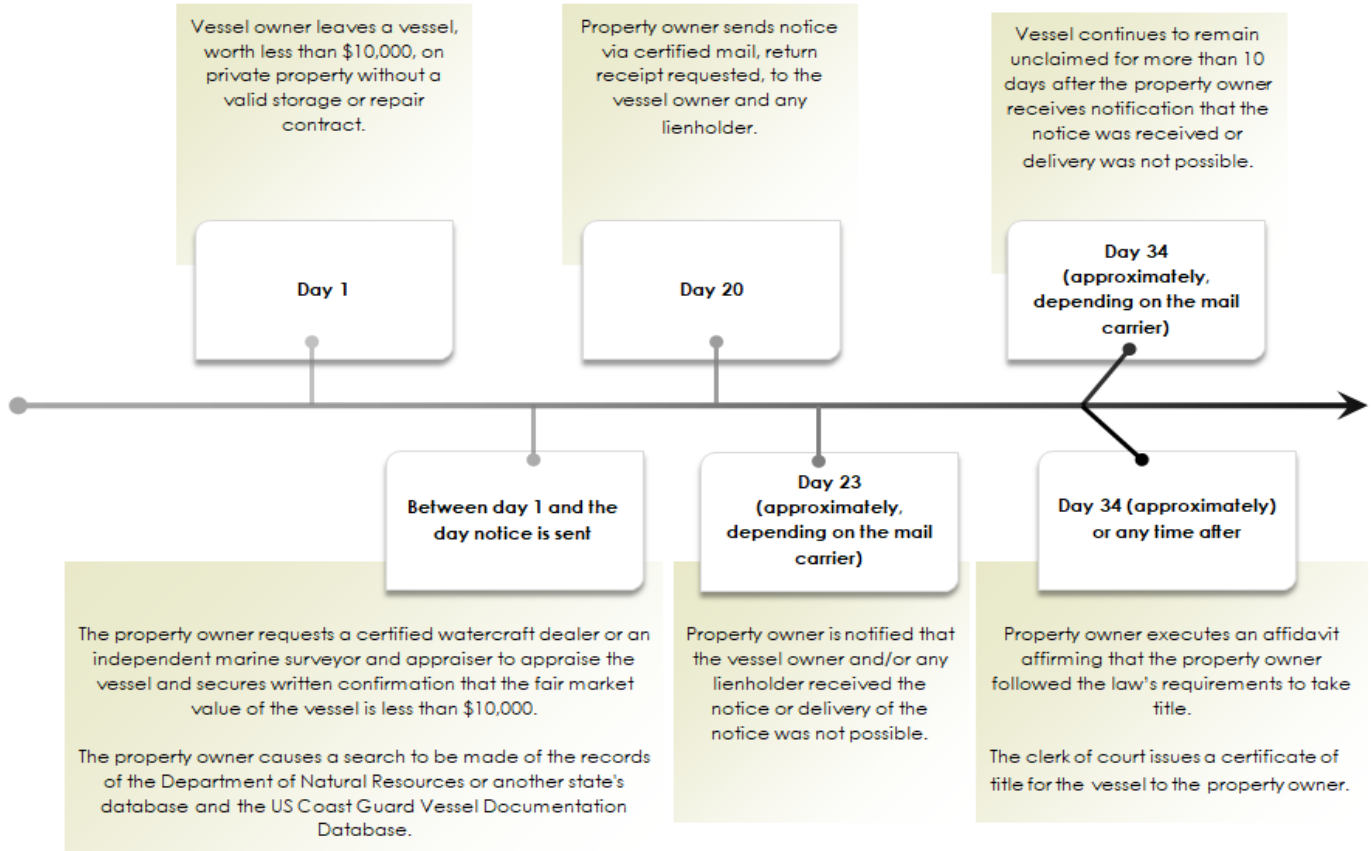 Vessel owner leaves a vessel,
worth less than $10,000, on
private property without a
valid storage or repair
contract.
Day 1
Property owner sends notice
via certified mail, return
receipt requested, to the
vessel owner and any
lienholder.
Day 20
Vessel continues to remain
unclaimed for more than 10
days after the property owner
receives notification that the
notice was received or
delivery was not possible.
Day 34
(approximately,
depending on the mail
carrier)
Between day 1 and the
day notice is sent
The property owner requests a certified watercraft dealer or an
independent marine surveyor and appraiser to appraise the
vessel and secures written confirmation that the fair market
value of the vessel is less than $10,000.
The property owner causes a search to be made of the records
of the Department of Natural Resources or another state's
database and the US Coast Guard Vessel Documentation
Database.
Day 23
(approximately,
depending on the mail
carrier)
Property owner is notified that
the vessel owner and/or any
lienholder received the
notice or delivery of the
notice was not possible.
Day 34 (approximately)
or any time after
Property owner executes an affidavit
affirming that the property owner
followed the law's requirements to take
title.
The clerk of court issues a certificate of
title for the vessel to the property owner.